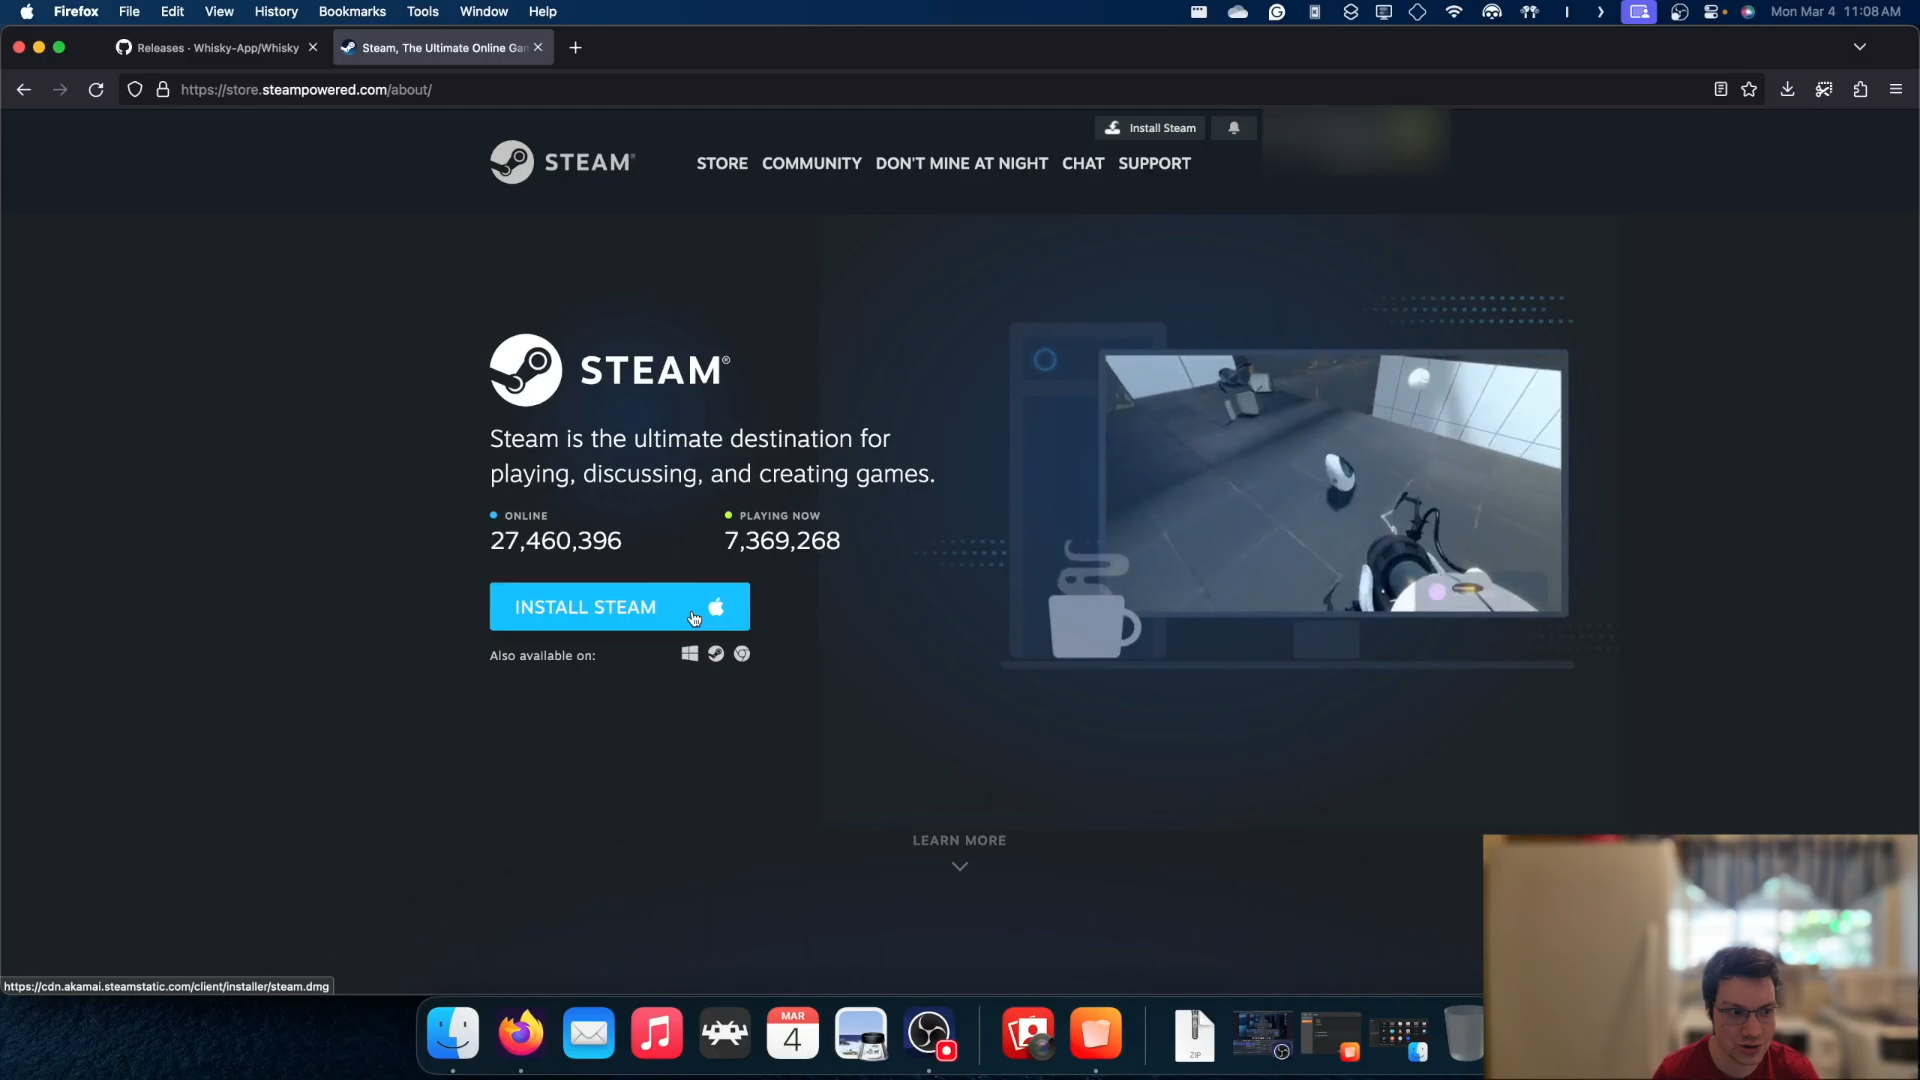 Firefox File Edit View History Bookmarks Tools Window Help Mon Mar 4 11:08 AM
Releases · Whisky-App/Whisky Steam, The Ultimate Online Gan
https://store.steampowered.com/about/
Install Steam
STEAM® STORE COMMUNITY DON'T MINE AT NIGHT CHAT SUPPORT
STEAM®
Steam is the ultimate destination for
playing, discussing, and creating games.
ONLINE PLAYING NOW
27,460,396 7,369,268
INSTALL STEAM
Also available on:
LEARN MORE
https://cdn.akamai.steamstatic.com/client/installer/steam.dmg
MAR
4
ZIP